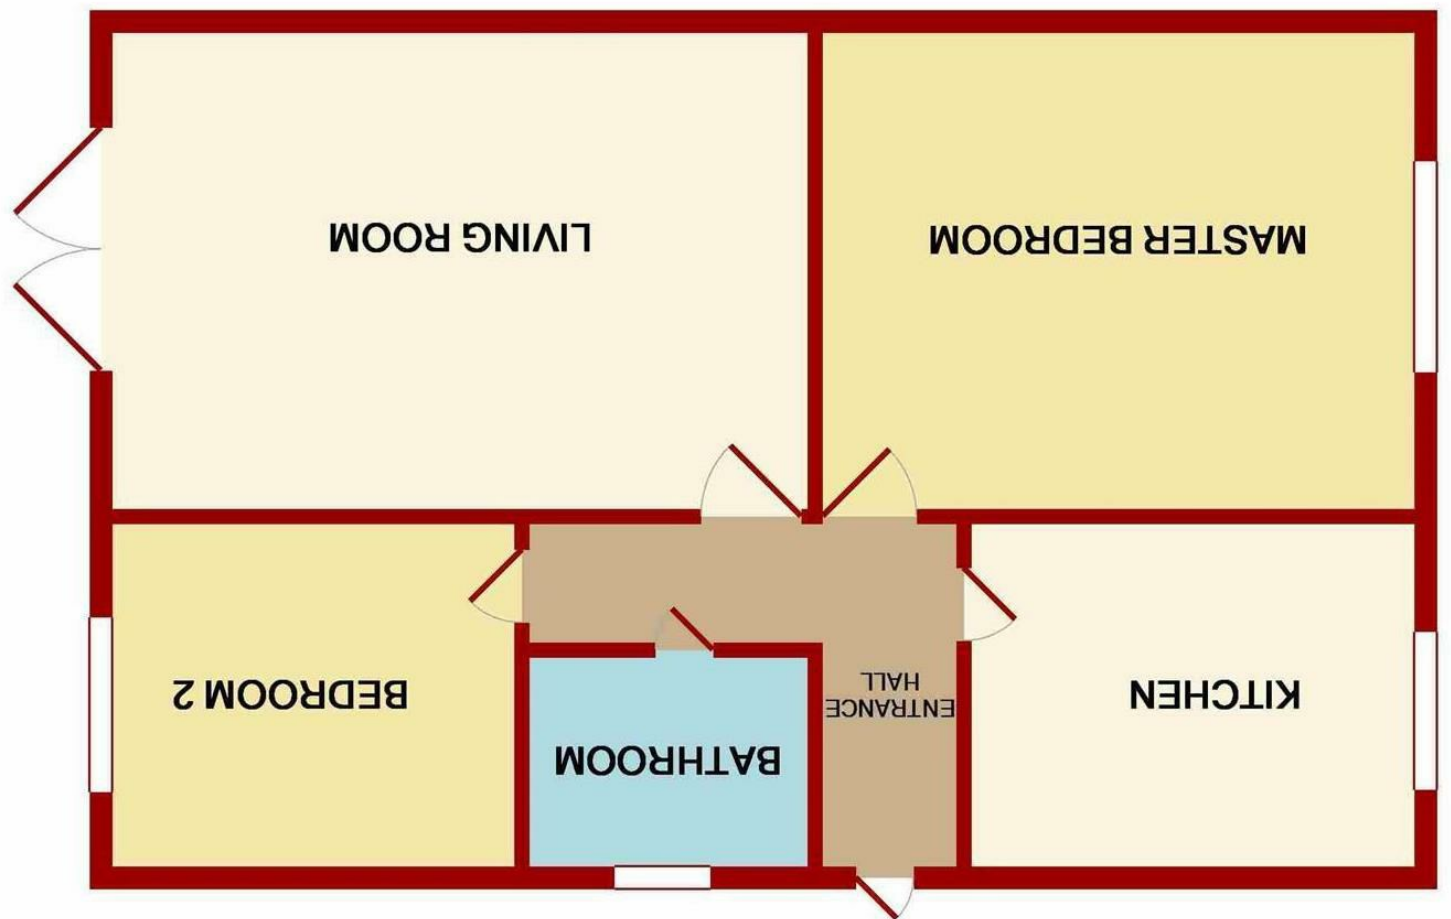 KITCHEN
ENTRANCE
HALL
BATHROOM
BEDROOM 2
MASTER BEDROOM
LIVING ROOM